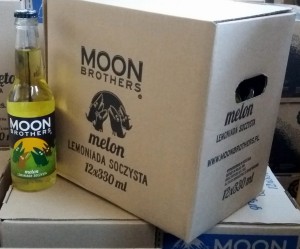 MOON
BROTHERS
melon
LEMONIADA SOCZYSTA
12x330 ml
melon
LEMONIADA SOCZYSTA
WWW.MOONBROTHERS.PL
12x330 ml
MOON
BROTHERS
melon